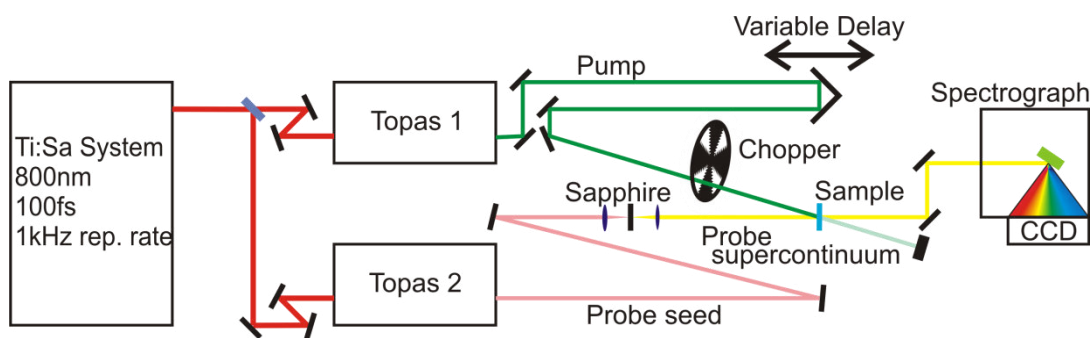 Variable Delay
Pump
Spectrograph
Ti:Sa System
800nm
100fs
1kHz rep. rate
Topas 1
Chopper
Sapphire
Sample
Probe
supercontinuum
CCD
Topas 2
Probe seed